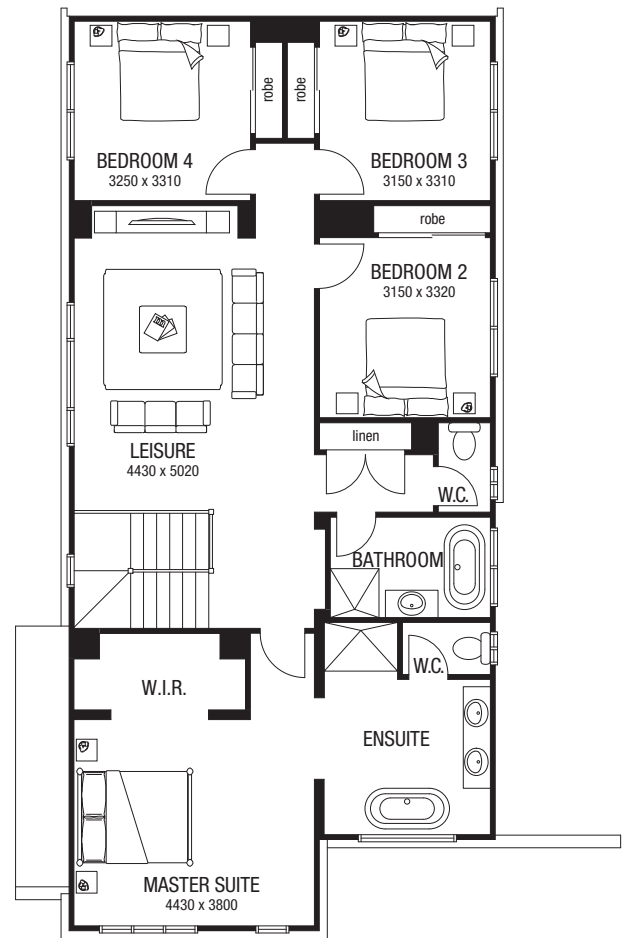 robe
robe
BEDROOM 4
3250 x 3310
BEDROOM 3
3150 x 3310
robe
BEDROOM 2
3150 x 3320
linen
LEISURE
4430 x 5020
W.C.
BATHROOM
W.C.
W.I.R.
ENSUITE
MASTER SUITE
4430 x 3800